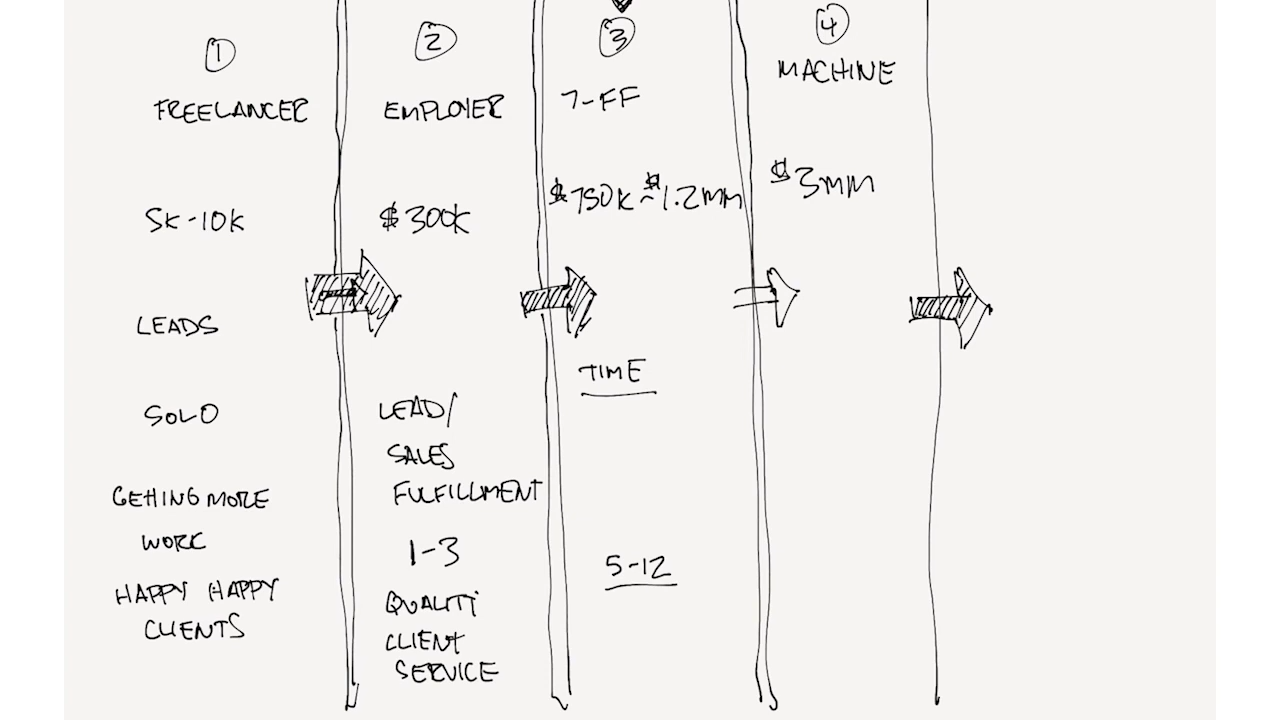 1
FREELANCER
5K-10K
LEADS
SOLO
GETTING MORE
WORK
HAPPY HAPPY
CLIENTS
2
EMPLOYER
$300K
LEAD/
SALES
FULFILLMENT
1-3
QUALITI
CLIENT
SERVICE
3
7-FF
$750K ~ $1.2MM
TIME
5-12
4
MACHINE
$3MM